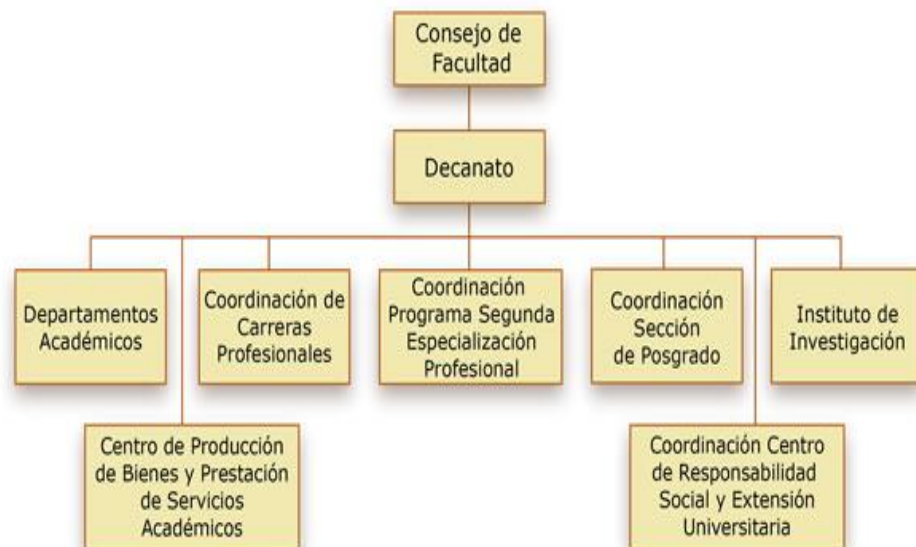 Consejo de
Facultad
Decanato
Departamentos
Académicos
Coordinación de
Carreras
Profesionales
Coordinación
Programa Segunda
Especialización
Profesional
Coordinación
Sección
de Posgrado
Instituto de
Investigación
Centro de Producción
de Bienes y Prestación
de Servicios
Académicos
Coordinación Centro
de Responsabilidad
Social y Extensión
Universitaria